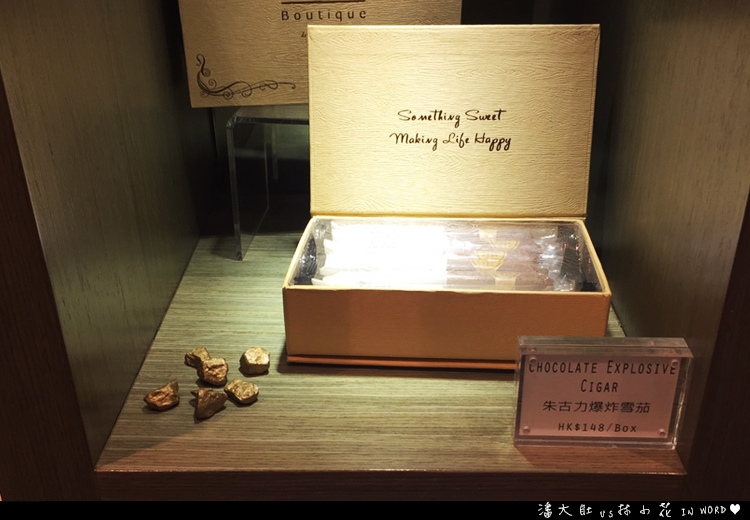 Boutique
Something Sweet
Making Life Happy
CHOCOLATE EXPLOSIVE
CIGAR
朱古力爆炸雪茄
HK$148/BOX
潘大肚 VS 林小花 IN WORD♥